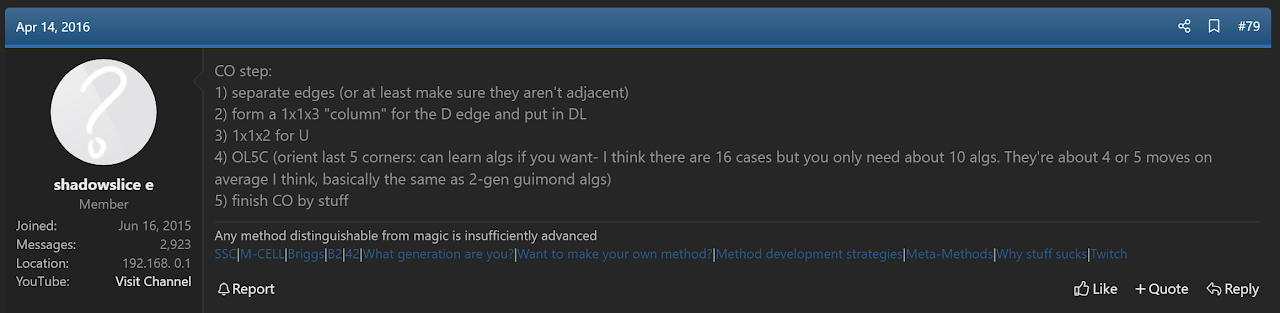 Apr 14, 2016
#79
shadowslice e
Member
Joined: Jun 16, 2015
Messages: 2,923
Location: 192.168. 0.1
YouTube: Visit Channel
CO step:
1) separate edges (or at least make sure they aren't adjacent)
2) form a 1x1x3 "column" for the D edge and put in DL
3) 1x1x2 for U
4) OL5C (orient last 5 corners: can learn algs if you want- I think there are 16 cases but you only need about 10 algs. They're about 4 or 5 moves on
average I think, basically the same as 2-gen guimond algs)
5) finish CO by stuff
Any method distinguishable from magic is insufficiently advanced
SSC|M-CELL|Briggs|B2|42|What generation are you?|Want to make your own method?|Method development strategies|Meta-Methods|Why stuff sucks|Twitch
Report
Like
Quote
Reply